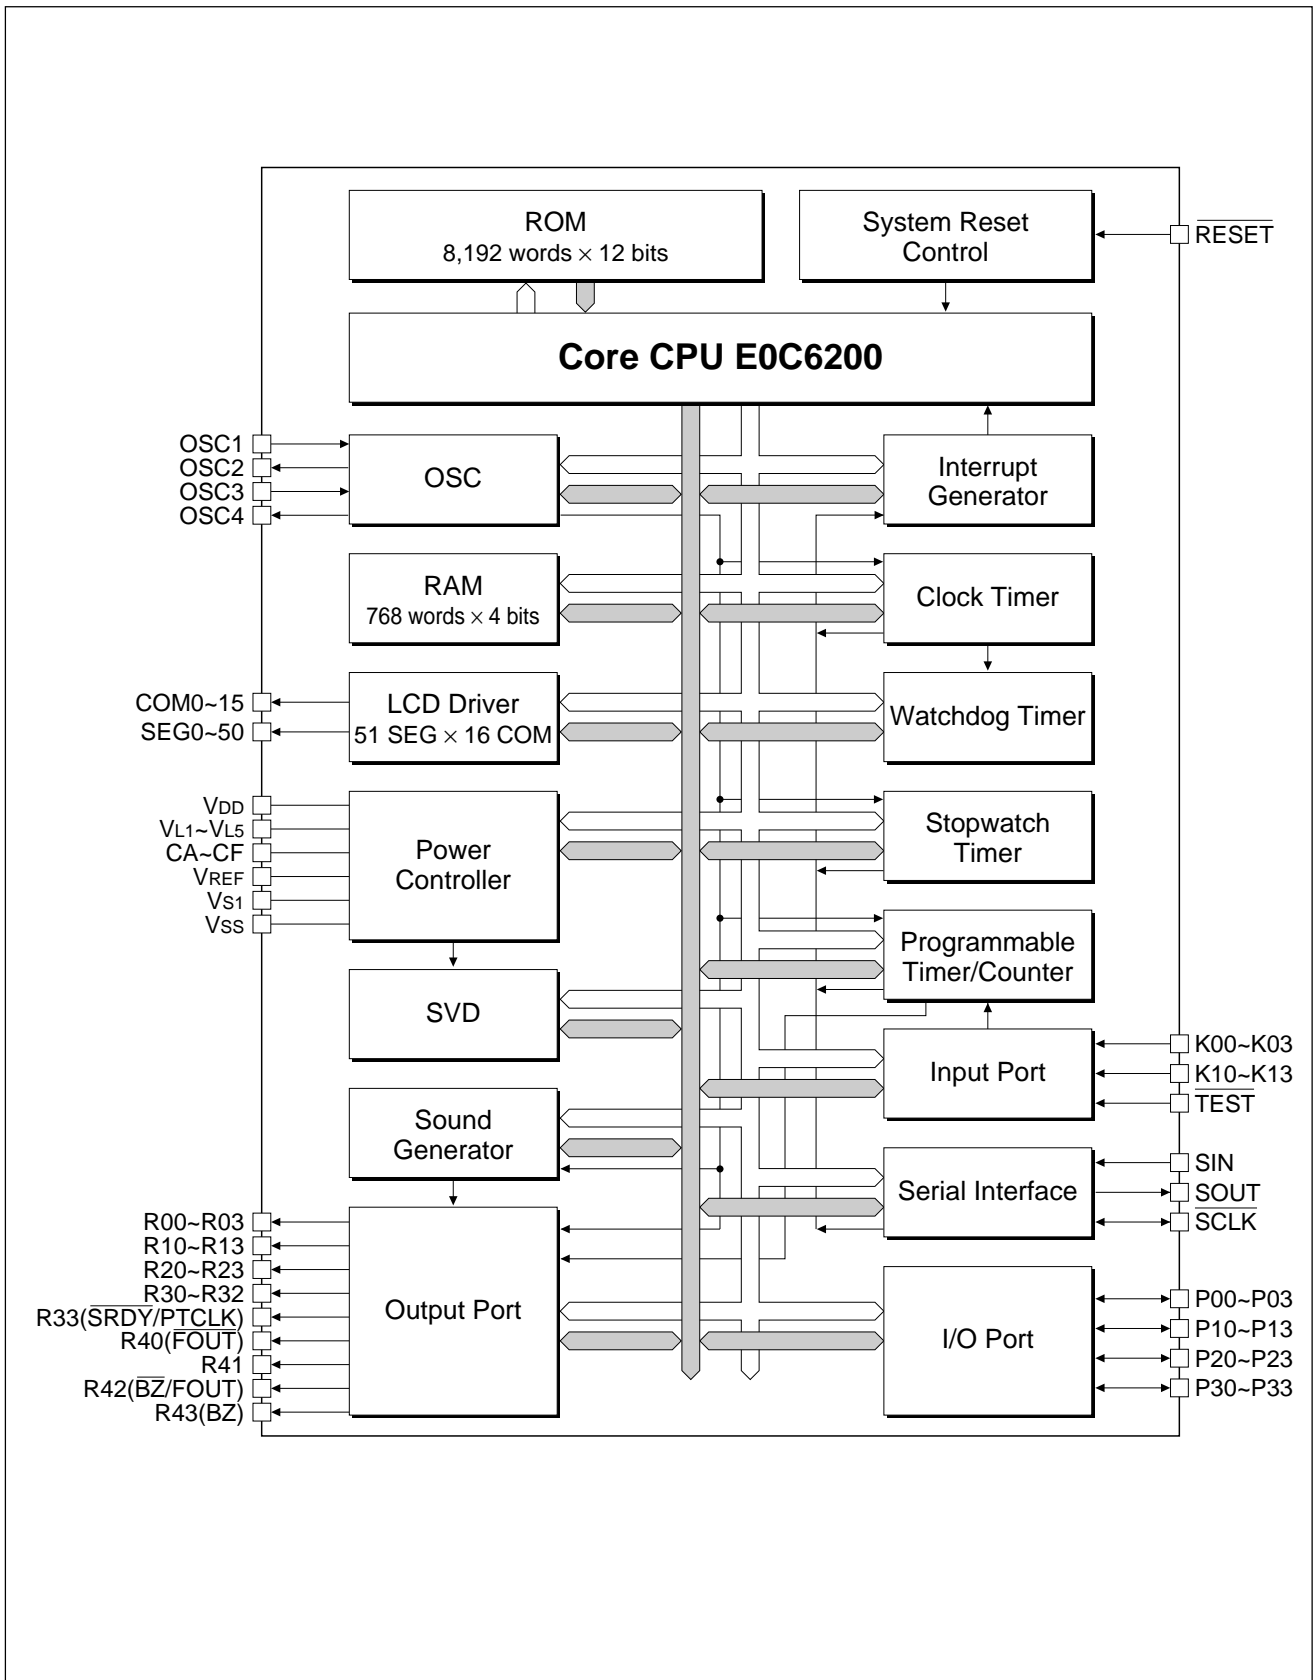 ROM
8,192 words × 12 bits
System Reset
Control
RESET
Core CPU E0C6200
OSC1
OSC2
OSC3
OSC4
OSC
Interrupt
Generator
RAM
768 words × 4 bits
Clock Timer
COM0~15
SEG0~50
LCD Driver
51 SEG × 16 COM
Watchdog Timer
VDD
VL1~VL5
CA~CF
VREF
VS1
VSS
Power
Controller
Stopwatch
Timer
Programmable
Timer/Counter
SVD
Input Port
K00~K03
K10~K13
TEST
Sound
Generator
Serial Interface
SIN
SOUT
SCLK
R00~R03
R10~R13
R20~R23
R30~R32
R33(SRDY/PTCLK)
R40(FOUT)
R41
R42(BZ/FOUT)
R43(BZ)
Output Port
I/O Port
P00~P03
P10~P13
P20~P23
P30~P33